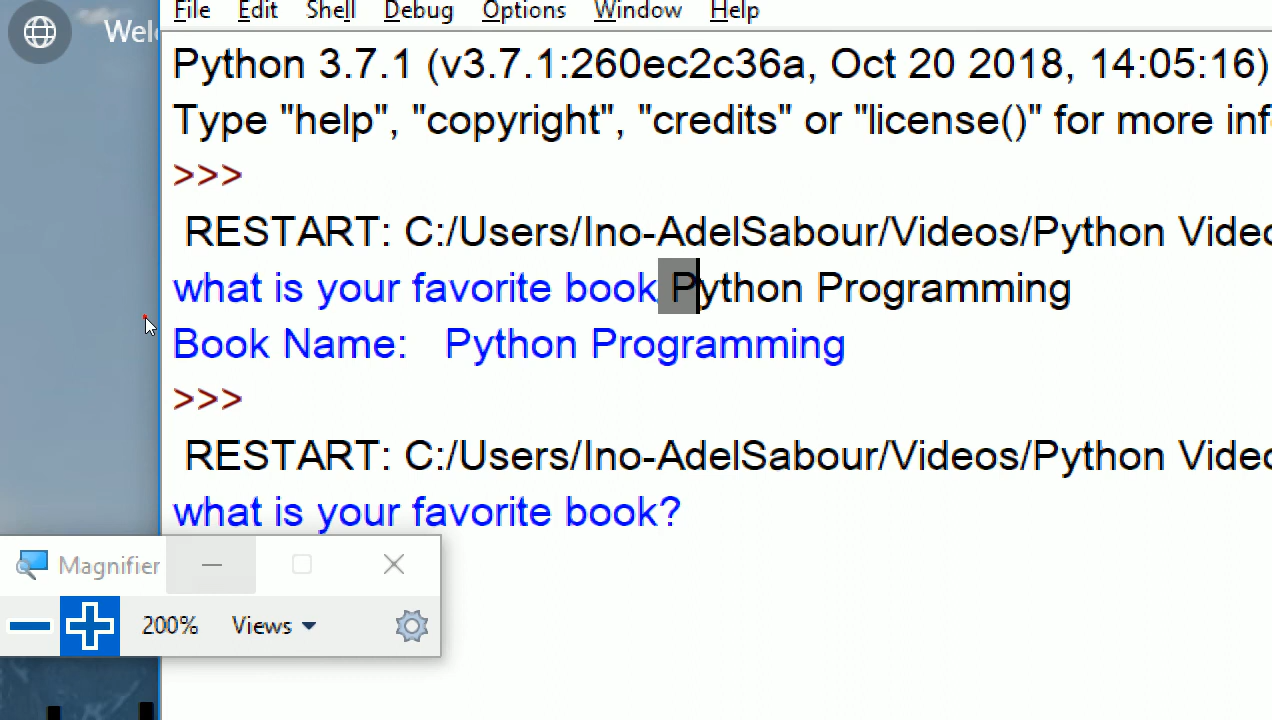 File Edit Shell Debug Options Window Help
Wel
Python 3.7.1 (v3.7.1:260ec2c36a, Oct 20 2018, 14:05:16)
Type "help", "copyright", "credits" or "license()" for more inf
>>>
RESTART: C:/Users/Ino-AdelSabour/Videos/Python Video
what is your favorite book Python Programming
Book Name:   Python Programming
>>>
RESTART: C:/Users/Ino-AdelSabour/Videos/Python Video
what is your favorite book?
Magnifier
200% Views